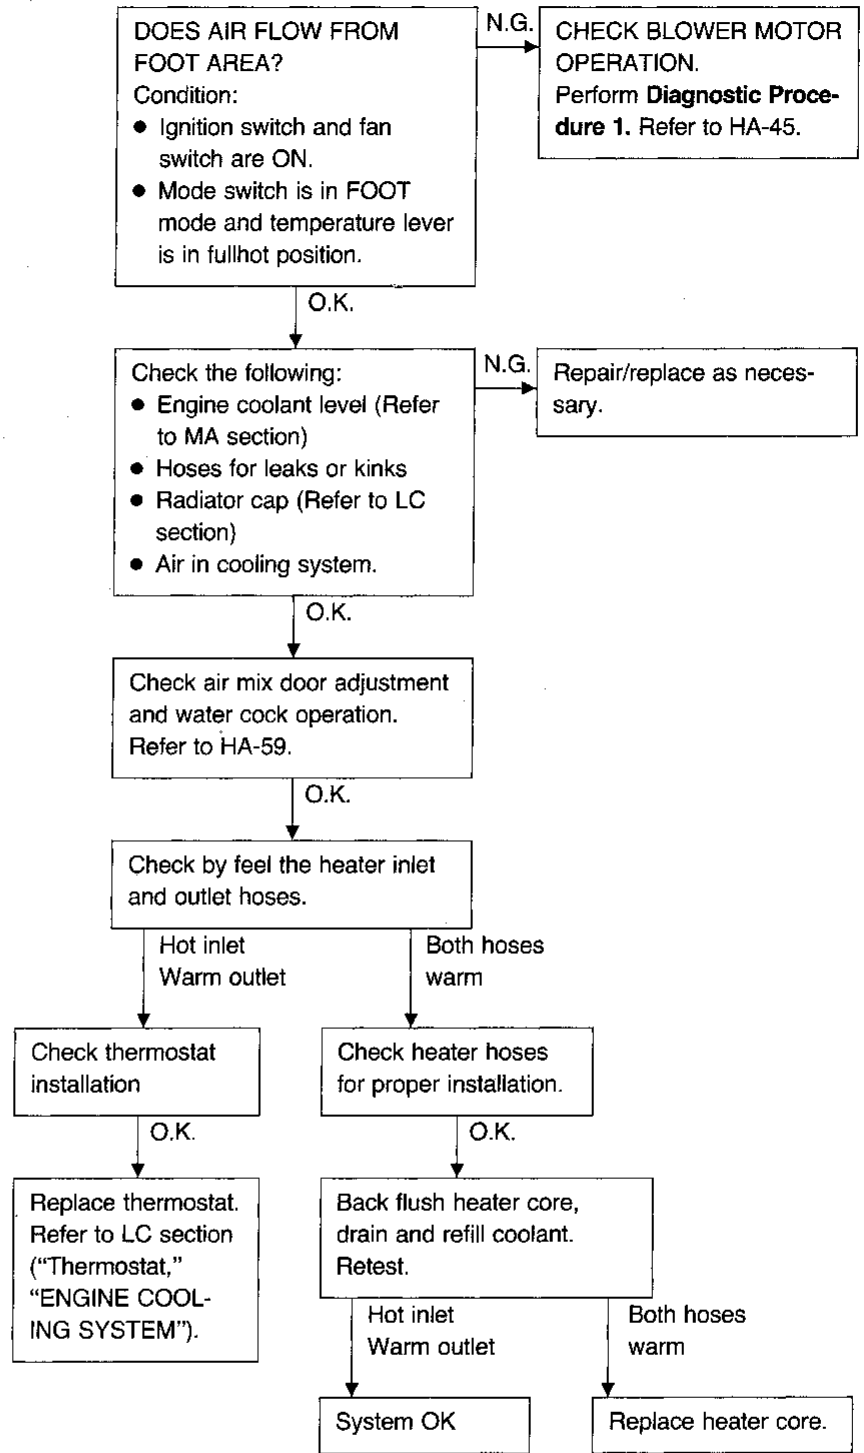 DOES AIR FLOW FROM
FOOT AREA?
Condition:
● Ignition switch and fan
switch are ON.
● Mode switch is in FOOT
mode and temperature lever
is in fullhot position.
N.G.
CHECK BLOWER MOTOR
OPERATION.
Perform Diagnostic Proce-
dure 1. Refer to HA-45.
O.K.
Check the following:
● Engine coolant level (Refer
to MA section)
● Hoses for leaks or kinks
● Radiator cap (Refer to LC
section)
● Air in cooling system.
N.G.
Repair/replace as neces-
sary.
O.K.
Check air mix door adjustment
and water cock operation.
Refer to HA-59.
O.K.
Check by feel the heater inlet
and outlet hoses.
Hot inlet
Warm outlet
Both hoses
warm
Check thermostat
installation
Check heater hoses
for proper installation.
O.K.
O.K.
Replace thermostat.
Refer to LC section
("Thermostat,"
"ENGINE COOL-
ING SYSTEM").
Back flush heater core,
drain and refill coolant.
Retest.
Hot inlet
Warm outlet
Both hoses
warm
System OK
Replace heater core.